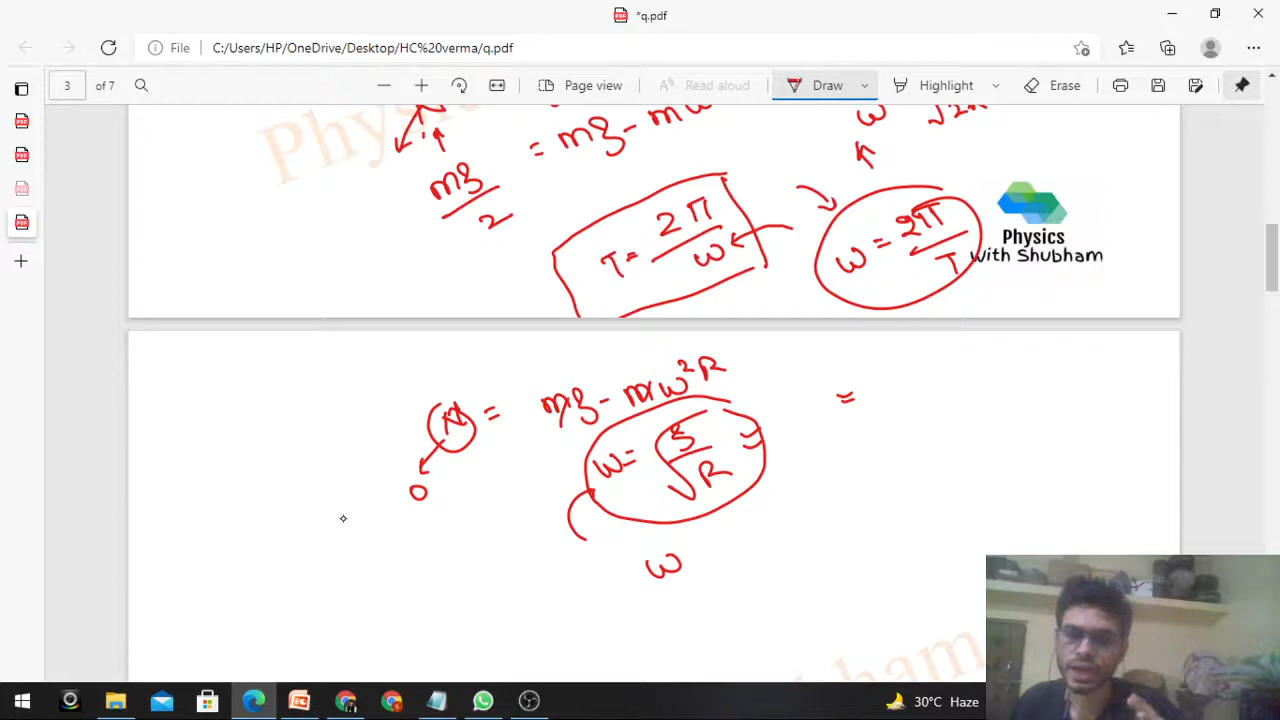 *q.pdf
File C:/Users/HP/OneDrive/Desktop/HC%20verma/q.pdf
3 of 7 Page view Read aloud Draw Highlight Erase
mg/2 = mg - mω
T = 2π/ω
ω = 2π/T
Physics
With Shubham
N = mg - mω²R =
ω = √g/R =
0
ω
30°C Haze